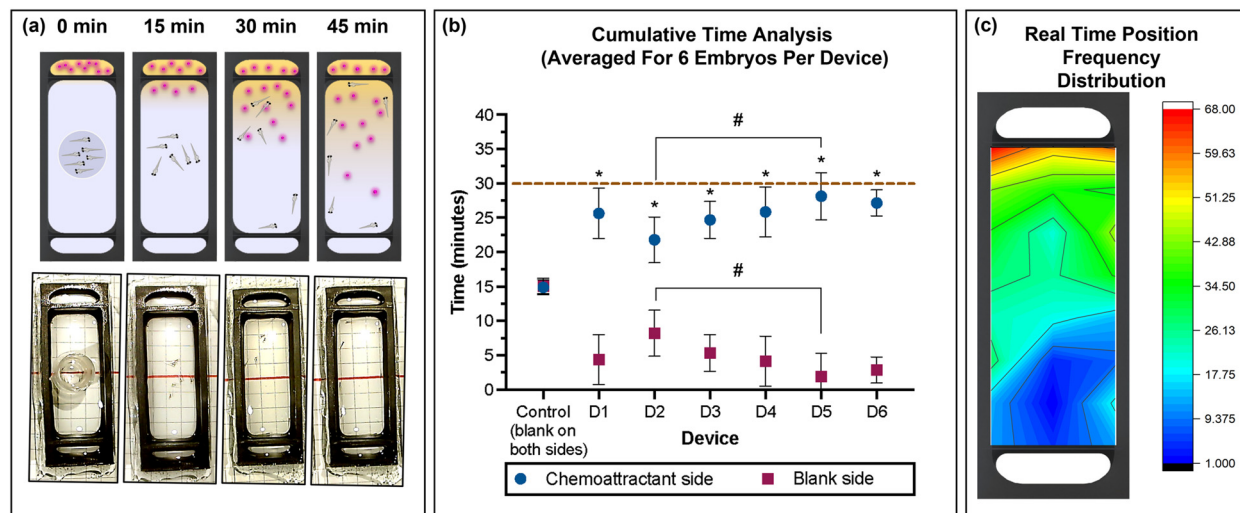 (a)
0 min 15 min 30 min 45 min
(b)
Cumulative Time Analysis
(Averaged For 6 Embryos Per Device)
Time (minutes)
40
35
30
25
20
15
10
5
0
#
#
* * * * * *
Control
(blank on
both sides)
D1 D2 D3 D4 D5 D6
Device
Chemoattractant side Blank side
(c)
Real Time Position
Frequency
Distribution
68.00
59.63
51.25
42.88
34.50
26.13
17.75
9.375
1.000